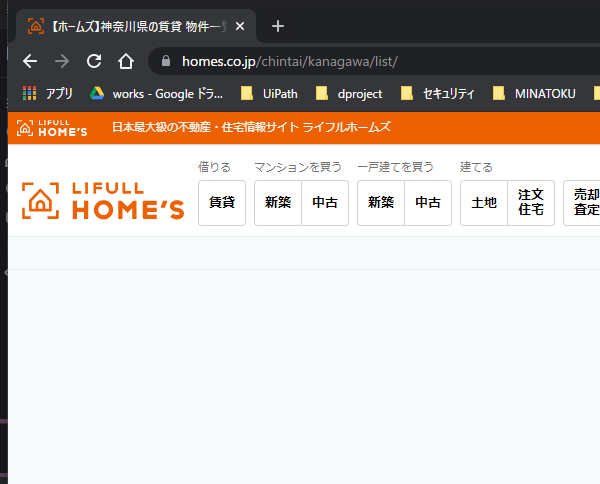 【ホームズ】神奈川県の賃貸 物件一
homes.co.jp/chintai/kanagawa/list/
アプリ works - Google ドラ... UiPath dproject セキュリティ MINATOKU
LIFULL HOME'S 日本最大級の不動産・住宅情報サイト ライフルホームズ
借りる マンションを買う 一戸建てを買う 建てる
LIFULL HOME'S
賃貸 新築 中古 新築 中古 土地 注文住宅 売却査定